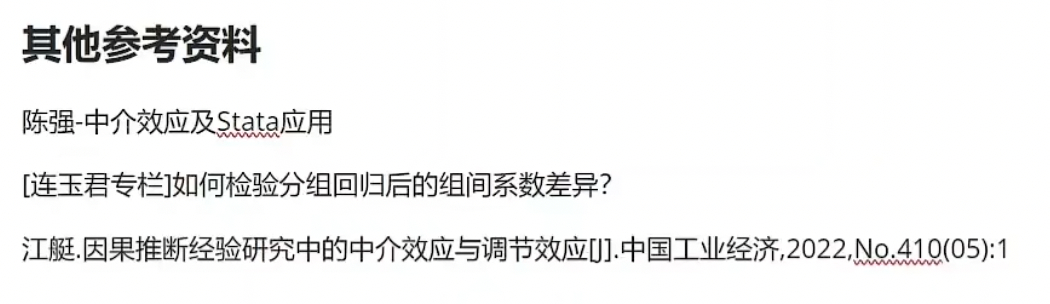 其他参考资料
陈强-中介效应及Stata应用
[连玉君专栏]如何检验分组回归后的组间系数差异?
江艇.因果推断经验研究中的中介效应与调节效应[J].中国工业经济,2022,No.410(05):1